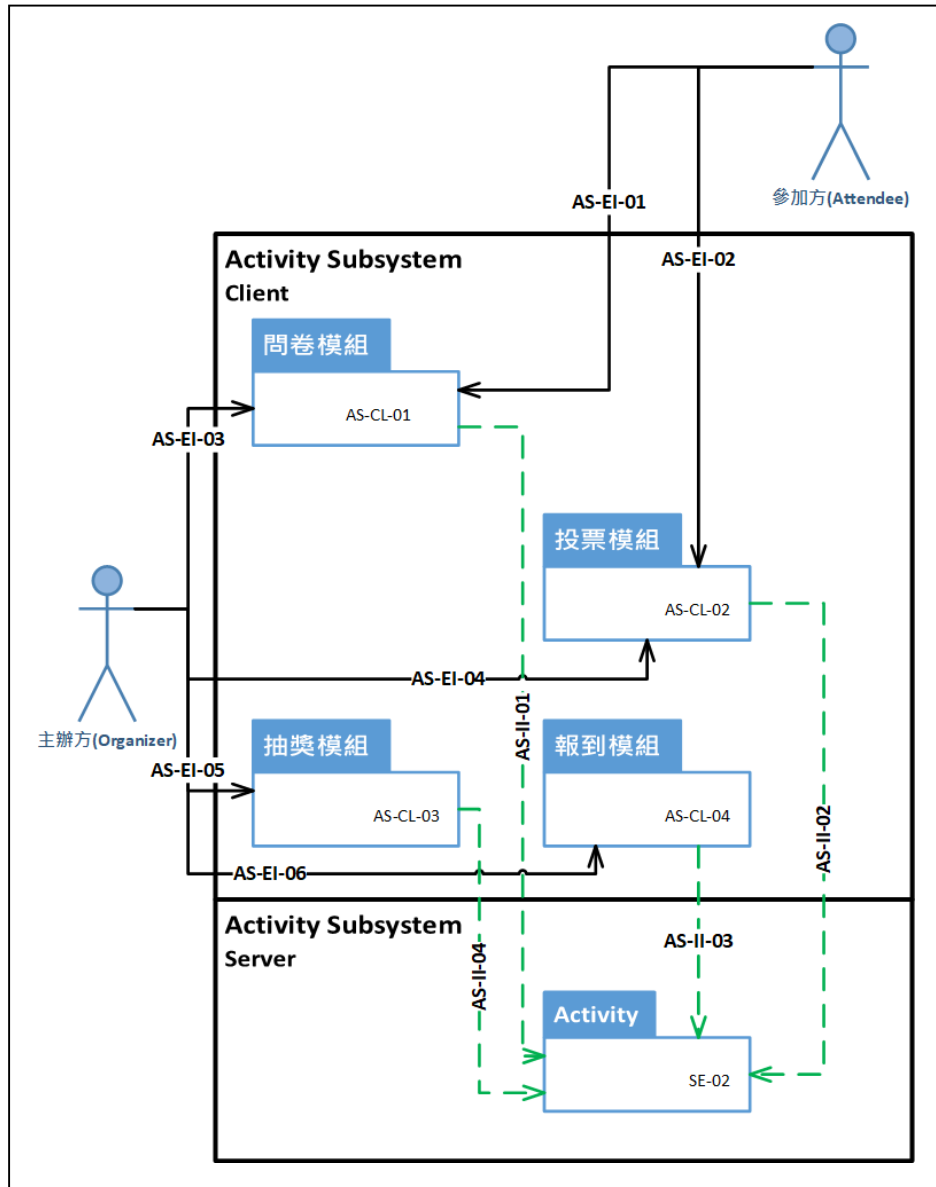 參加方(Attendee)
AS-EI-01
Activity Subsystem
Client
AS-EI-02
問卷模組
AS-CL-01
AS-EI-03
投票模組
AS-CL-02
AS-EI-04
主辦方(Organizer)
AS-II-01
抽獎模組
AS-CL-03
報到模組
AS-CL-04
AS-EI-05
AS-II-02
AS-EI-06
Activity Subsystem
Server
AS-II-04
AS-II-03
Activity
SE-02